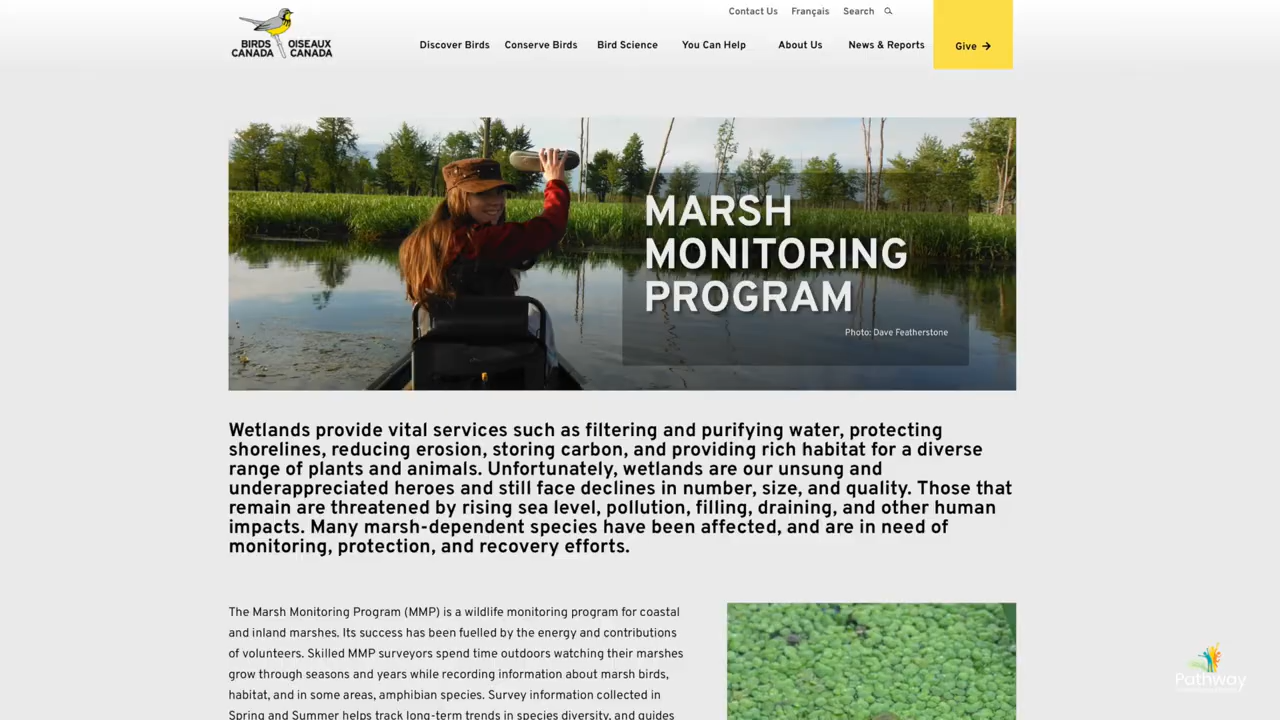 Contact Us Français Search
BIRDS CANADA OISEAUX CANADA
Discover Birds Conserve Birds Bird Science You Can Help About Us News & Reports Give
MARSH
MONITORING
PROGRAM
Photo: Dave Featherstone
Wetlands provide vital services such as filtering and purifying water, protecting
shorelines, reducing erosion, storing carbon, and providing rich habitat for a diverse
range of plants and animals. Unfortunately, wetlands are our unsung and
underappreciated heroes and still face declines in number, size, and quality. Those that
remain are threatened by rising sea level, pollution, filling, draining, and other human
impacts. Many marsh-dependent species have been affected, and are in need of
monitoring, protection, and recovery efforts.
The Marsh Monitoring Program (MMP) is a wildlife monitoring program for coastal
and inland marshes. Its success has been fuelled by the energy and contributions
of volunteers. Skilled MMP surveyors spend time outdoors watching their marshes
grow through seasons and years while recording information about marsh birds,
habitat, and in some areas, amphibian species. Survey information collected in
Spring and Summer helps track long-term trends in species diversity, and guides
Pathway